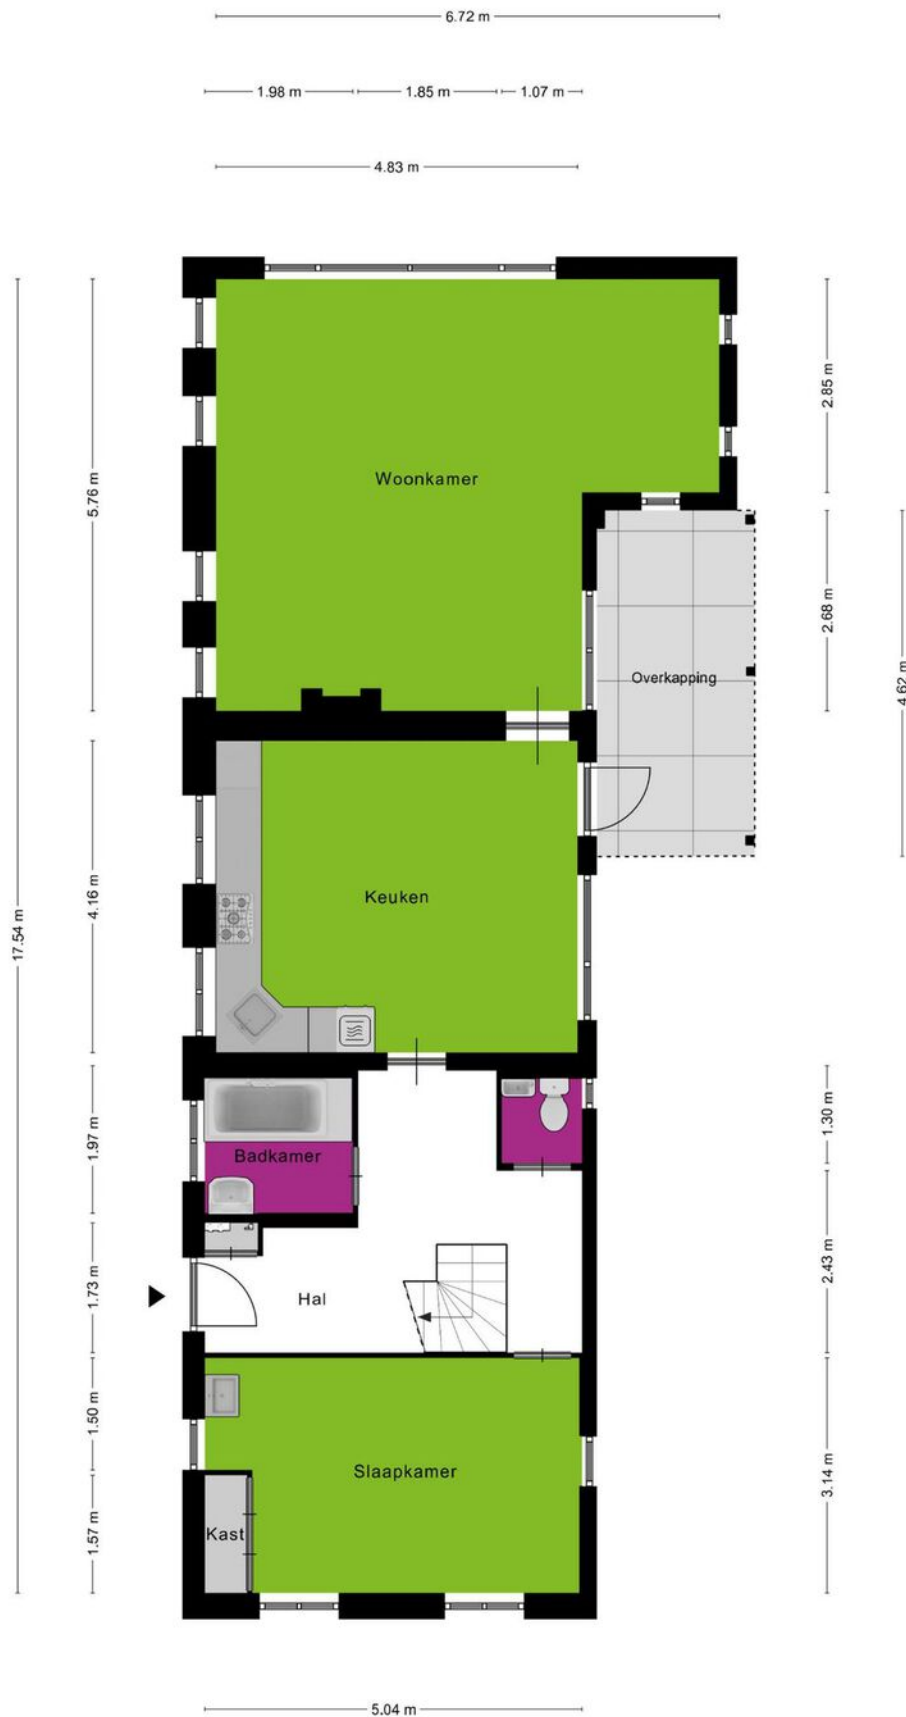 6.72 m
1.98 m
1.85 m
1.07 m
4.83 m
17.54 m
5.76 m
2.85 m
Woonkamer
2.68 m
Overkapping
4.62 m
4.16 m
Keuken
1.97 m
Badkamer
1.30 m
1.73 m
Hal
2.43 m
1.50 m
Slaapkamer
3.14 m
1.57 m
Kast
5.04 m